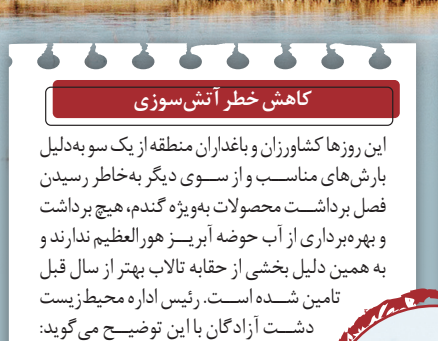 کاهش خطر آتش‌سوزی
این روزها کشاورزان و باغداران منطقه از یک سو به‌دلیل
بارش‌های مناسب و از سوی دیگر به‌خاطر رسیدن
فصل برداشت محصولات به‌ویژه گندم، هیچ برداشت
و بهره‌برداری از آب حوضه آبریز هورالعظیم ندارند و
به همین دلیل بخشی از حقابه تالاب بهتر از سال قبل
تامین شده است. رئیس اداره محیط‌زیست
دشت آزادگان با این توضیح می‌گوید: